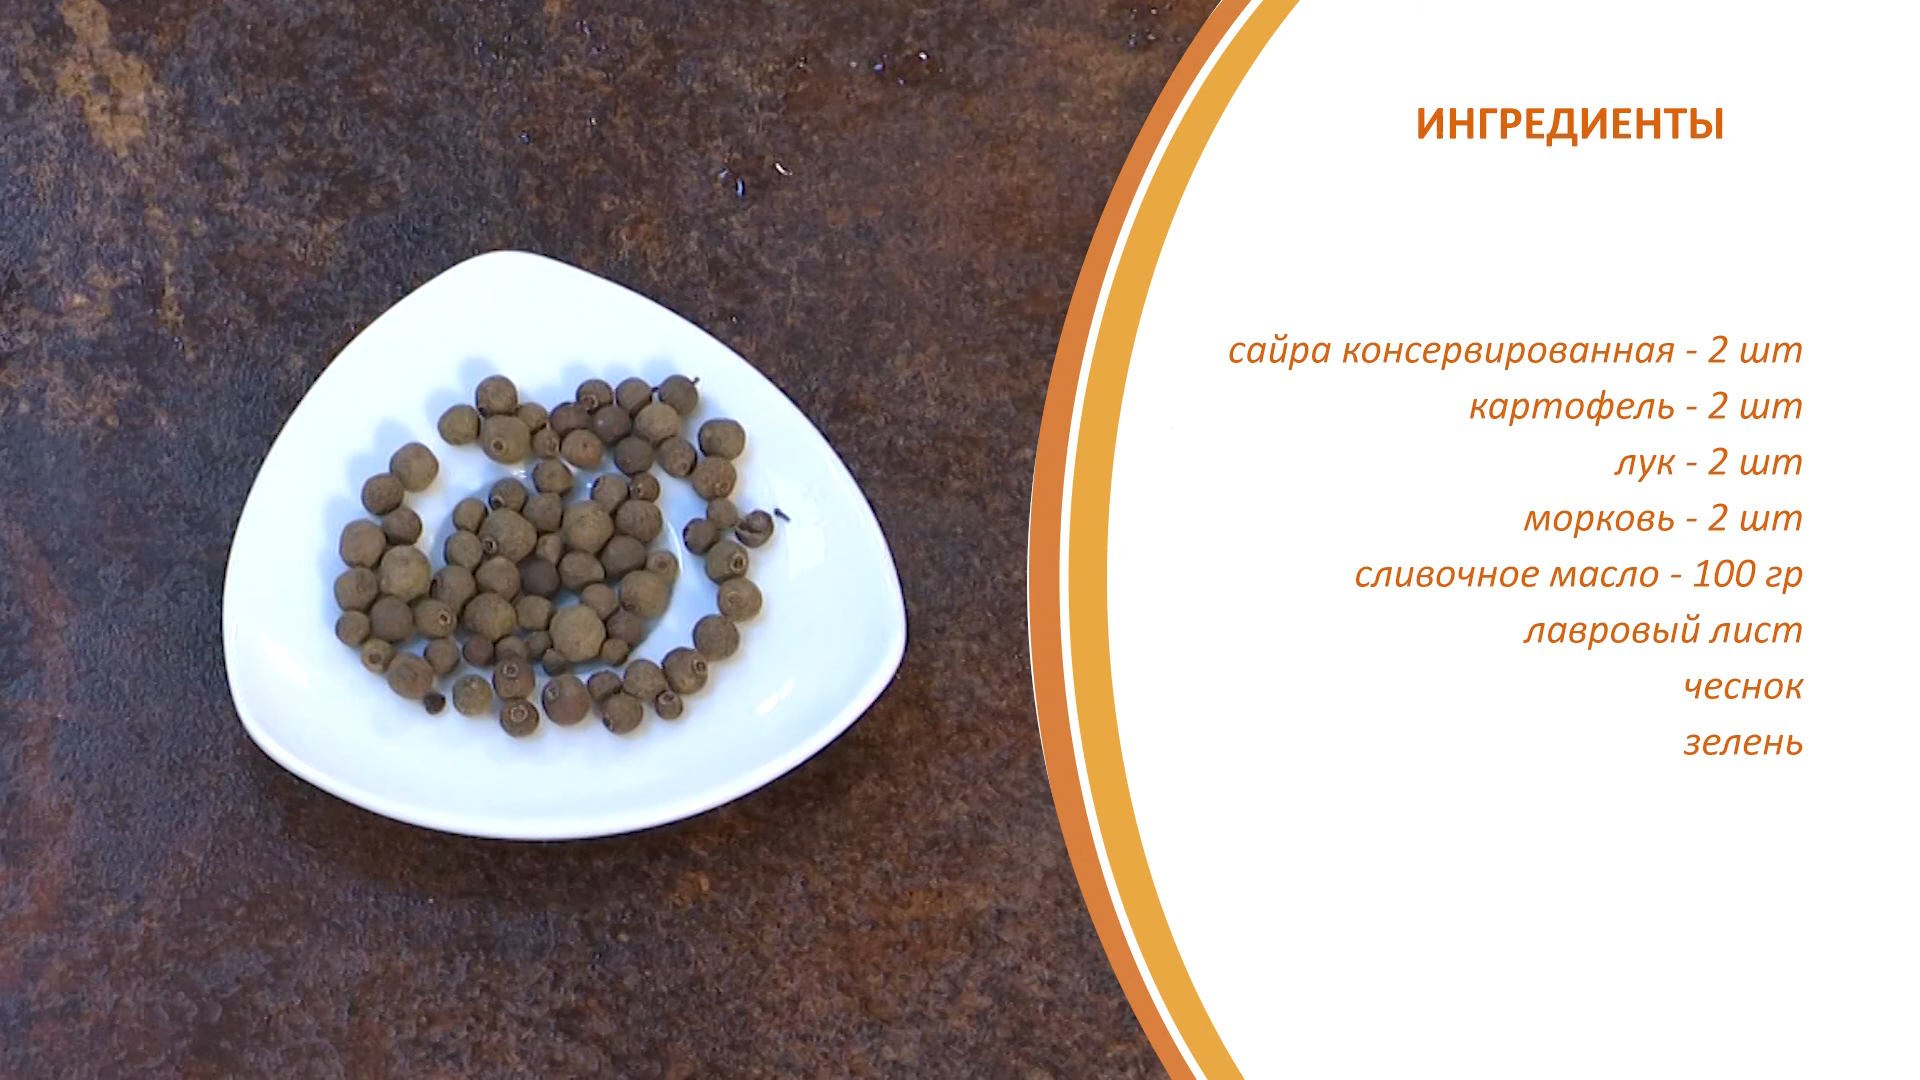 ИНГРЕДИЕНТЫ
сайра консервированная - 2 шт
картофель - 2 шт
лук - 2 шт
морковь - 2 шт
сливочное масло - 100 гр
лавровый лист
чеснок
зелень